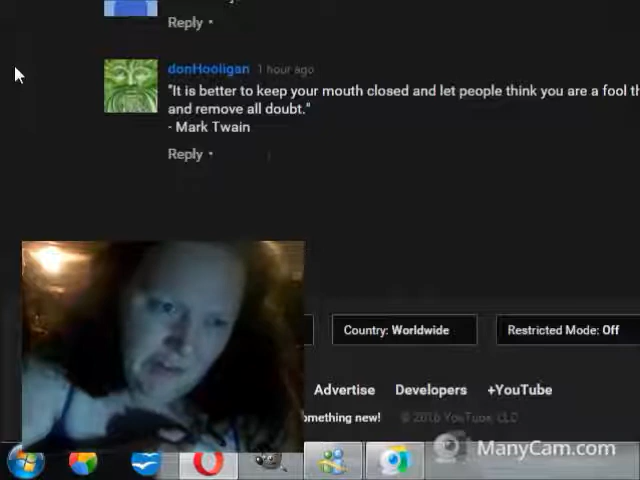 Reply •
donHooligan 1 hour ago
"It is better to keep your mouth closed and let people think you are a fool th
and remove all doubt."
- Mark Twain
Reply •
Country: Worldwide
Restricted Mode: Off
Advertise Developers +YouTube
omething new! © 2016 YouTube, LLC
ManyCam.com